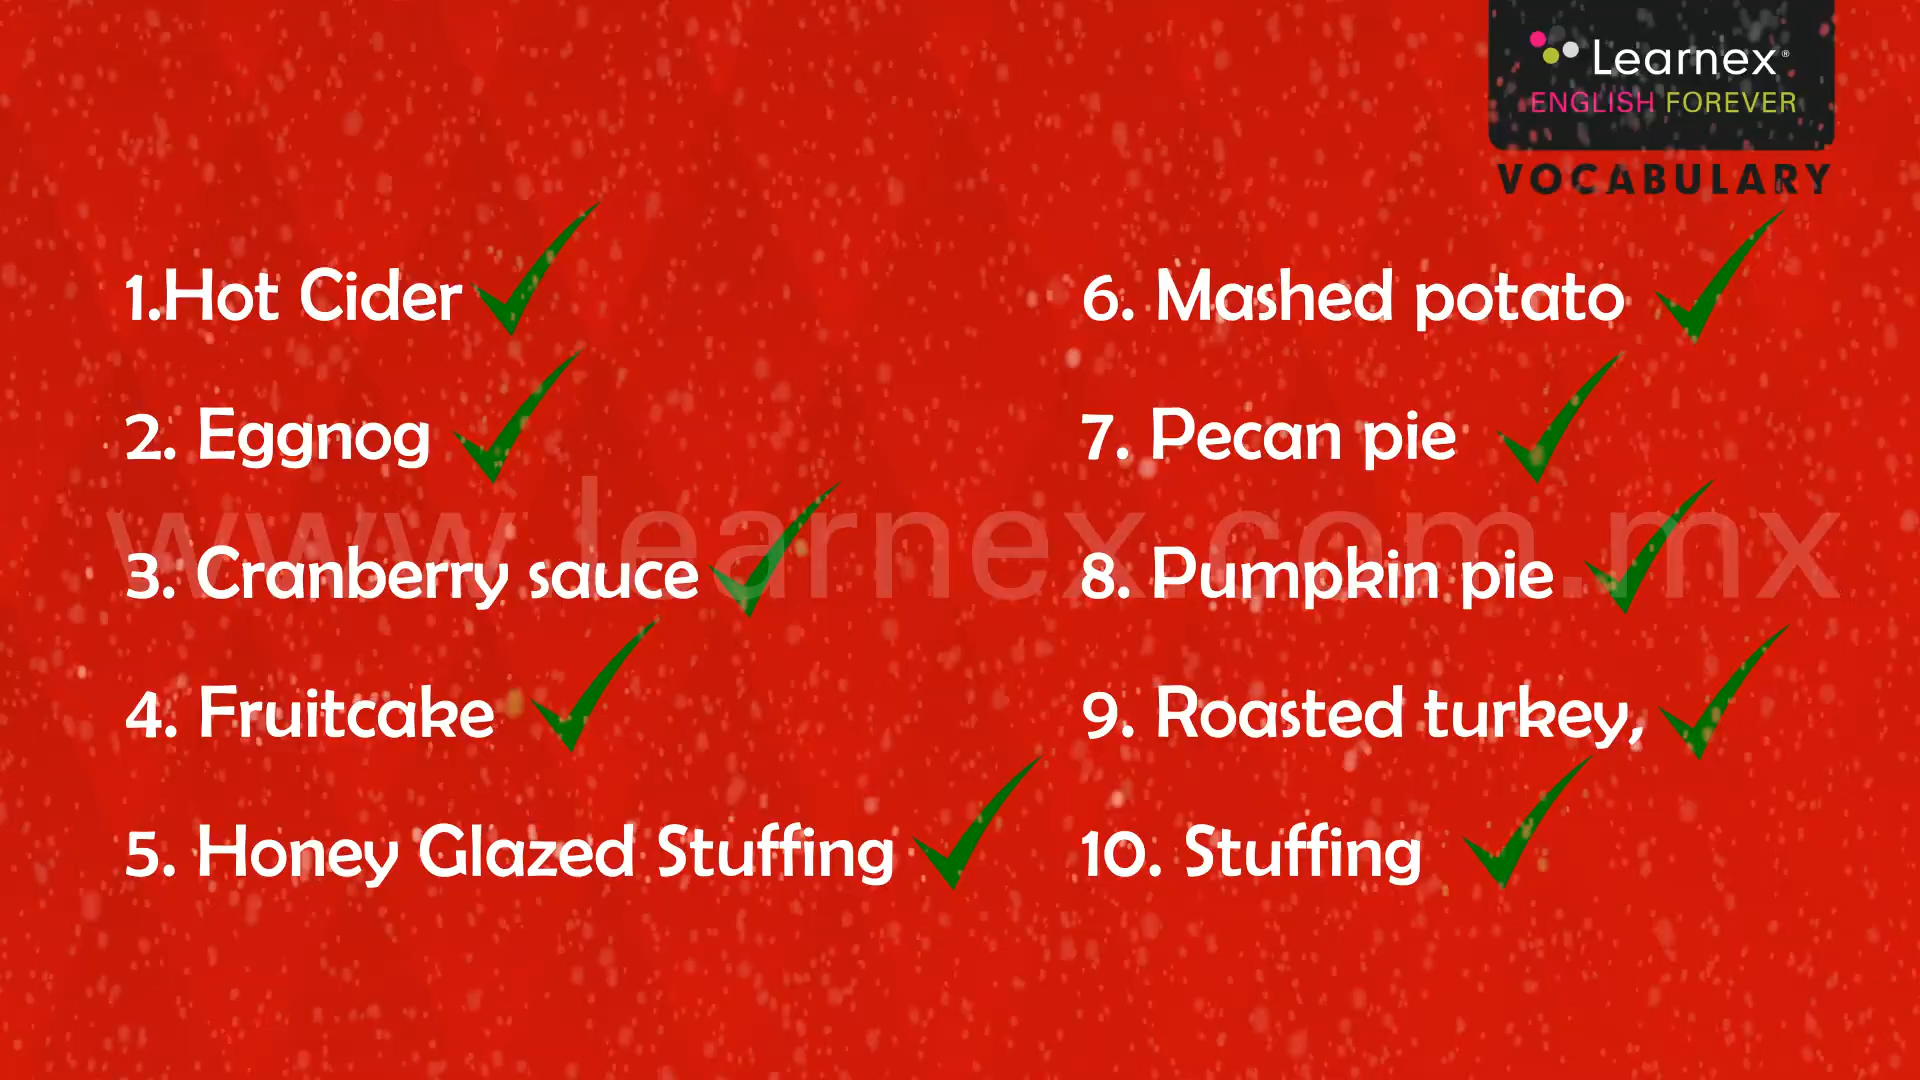 Learnex®
ENGLISH FOREVER
VOCABULARY
1.Hot Cider
2. Eggnog
3. Cranberry sauce
4. Fruitcake
5. Honey Glazed Stuffing
6. Mashed potato
7. Pecan pie
8. Pumpkin pie
9. Roasted turkey,
10. Stuffing
www.learnex.com.mx